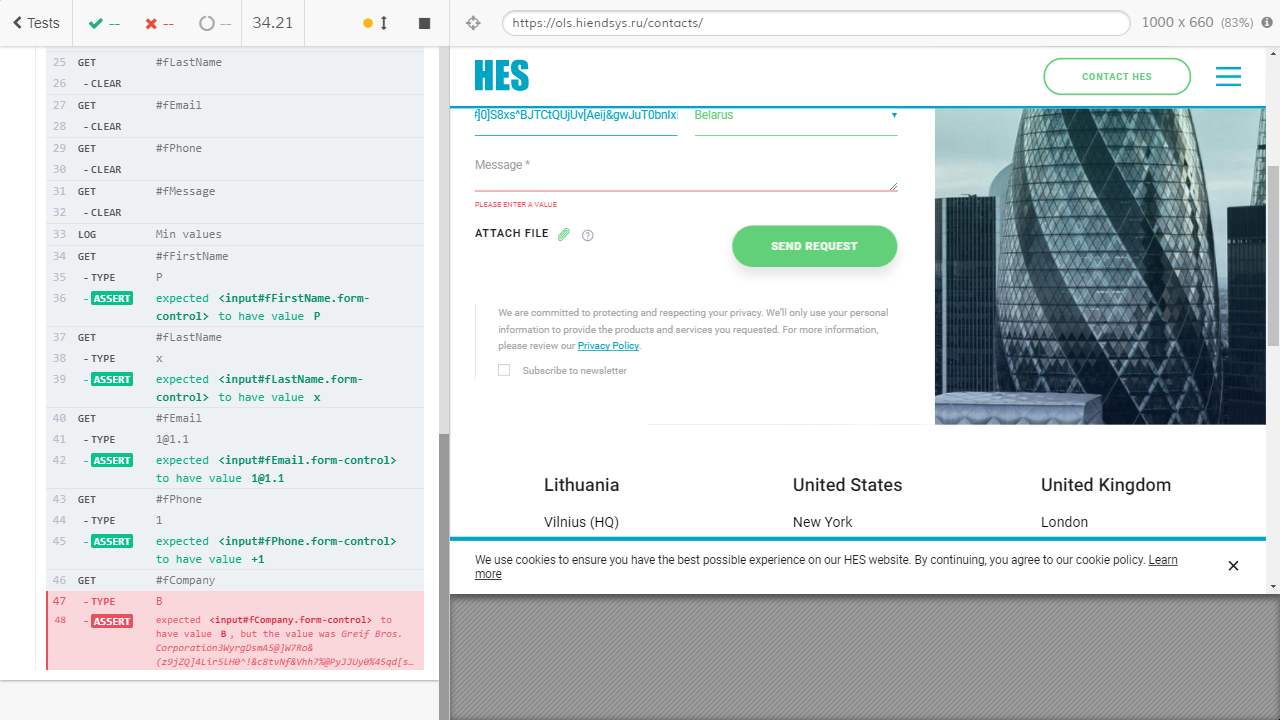 Tests
--
--
--
34.21
https://ols.hiendsys.ru/contacts/
1000 x 660 (83%)
25 GET #fLastName
26 - CLEAR
27 GET #fEmail
28 - CLEAR
29 GET #fPhone
30 - CLEAR
31 GET #fMessage
32 - CLEAR
33 LOG Min values
34 GET #fFirstName
35 - TYPE P
36 - ASSERT expected <input#fFirstName.form-
control> to have value P
37 GET #fLastName
38 - TYPE x
39 - ASSERT expected <input#fLastName.form-
control> to have value x
40 GET #fEmail
41 - TYPE 1@1.1
42 - ASSERT expected <input#fEmail.form-control>
to have value 1@1.1
43 GET #fPhone
44 - TYPE 1
45 - ASSERT expected <input#fPhone.form-control>
to have value +1
46 GET #fCompany
47 - TYPE B
48 - ASSERT expected <input#fCompany.form-control> to
have value B , but the value was Greif Bros.
Corporation3WyrgDsmA5@]W7Ro&
(z9jZQ]4Lir5lH0^!&c8tvNf&Vhh7%@PyJJUy0%45qd[s…
HES
CONTACT HES
f]0]S8xs^BJTCtQUjUv[Aeij&gwJuT0bnIx
Belarus
Message *
PLEASE ENTER A VALUE
ATTACH FILE
SEND REQUEST
We are committed to protecting and respecting your privacy. We'll only use your personal
information to provide the products and services you requested. For more information,
please review our Privacy Policy.
Subscribe to newsletter
Lithuania
United States
United Kingdom
Vilnius (HQ)
New York
London
We use cookies to ensure you have the best possible experience on our HES website. By continuing, you agree to our cookie policy. Learn
more